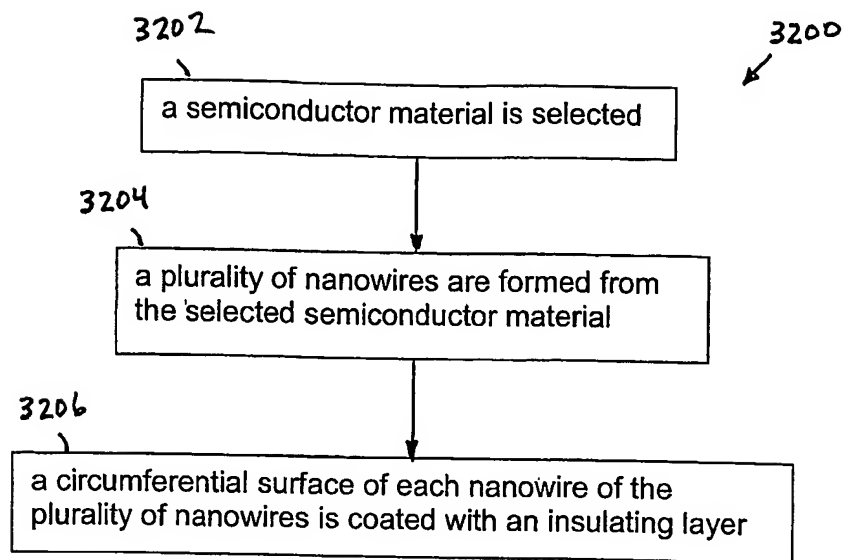 3202
3200
a semiconductor material is selected
3204
a plurality of nanowires are formed from
the selected semiconductor material
3206
a circumferential surface of each nanowire of the
plurality of nanowires is coated with an insulating layer